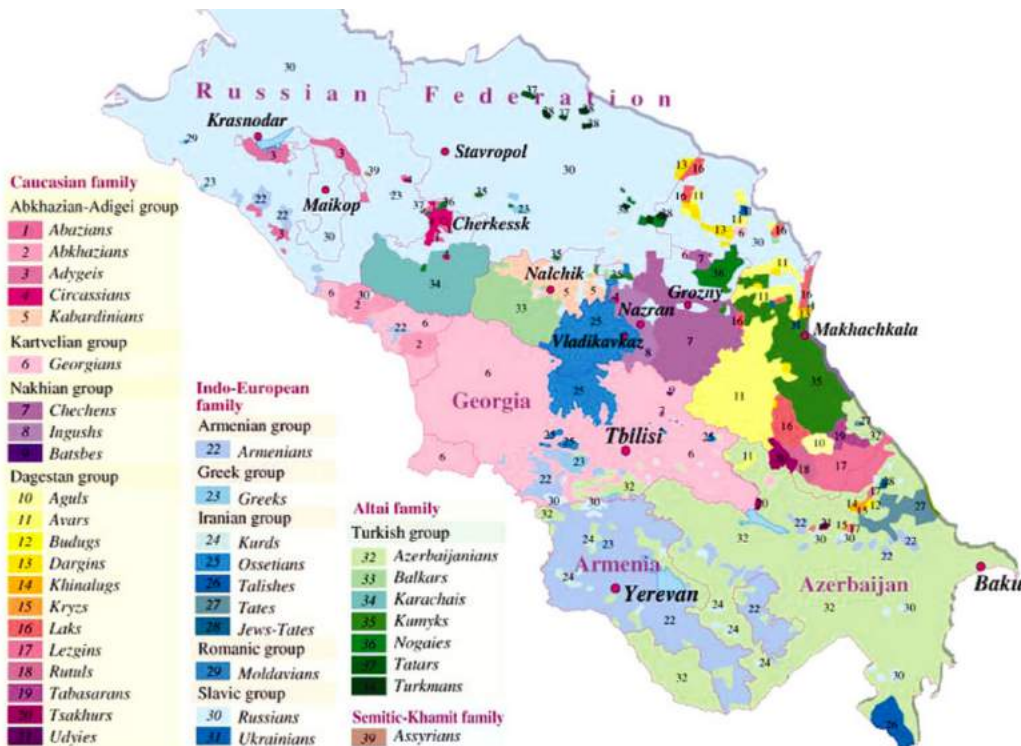 Russian Federation
Krasnodar
Stavropol
Maikop
Cherkessk
Nalchik
Grozny
Nazran
Vladikavkaz
Makhachkala
Georgia
Tbilisi
Armenia
Yerevan
Azerbaijan
Baku
Caucasian family
Abkhazian-Adigei group
1 Abazians
2 Abkhazians
3 Adygeis
4 Circassians
5 Kabardinians
Kartvelian group
6 Georgians
Nakhian group
7 Chechens
8 Ingushs
9 Batsbes
Dagestan group
10 Aguls
11 Avars
12 Budugs
13 Dargins
14 Khinalugs
15 Kryzs
16 Laks
17 Lezgins
18 Rutuls
19 Tabasarans
20 Tsakhurs
21 Udyies
Indo-European
family
Armenian group
22 Armenians
Greek group
23 Greeks
Iranian group
24 Kurds
25 Ossetians
26 Talishes
27 Tates
28 Jews-Tates
Romanic group
29 Moldavians
Slavic group
30 Russians
31 Ukrainians
Altai family
Turkish group
32 Azerbaijanians
33 Balkars
34 Karachais
35 Kumyks
36 Nogaies
37 Tatars
Turkmans
Semitic-Khamit family
39 Assyrians